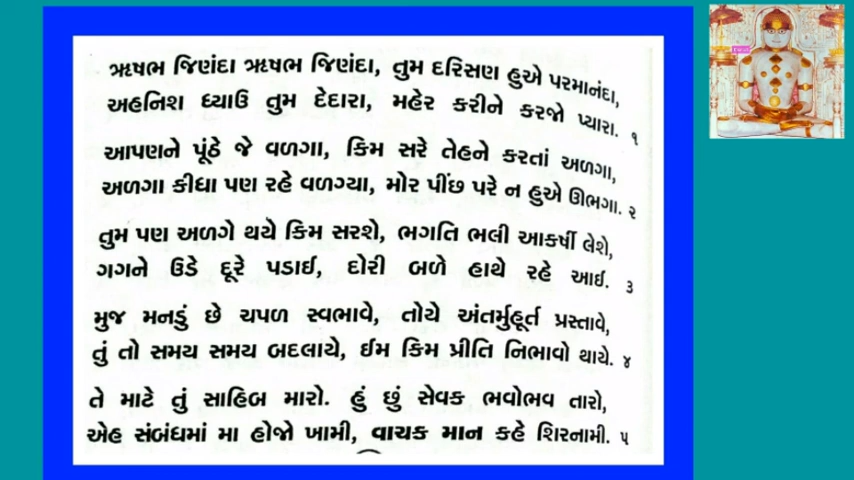 ઋષભ જિણંદા ઋષભ જિણંદા, તુમ દરિસણ હુએ પરમાનંદા,
અહનિશ ધ્યાઉ તુમ દેદારા, મહેર કરીને કરજો પ્યારા. ૧
આપણને પૂંઠે જે વળગા, કિમ સરે તેહને કરતાં અળગા,
અળગા કીધા પણ રહે વળગ્યા, મોર પીંછ પરે ન હુએ ઊભગા. ૨
તુમ પણ અળગે થયે કિમ સરશે, ભગતિ ભલી આકર્ષી લેશે,
ગગને ઉડે દૂરે પડાઈ, દોરી બળે હાથે રહે આઈ. ૩
મુજ મનડું છે ચપળ સ્વભાવે, તોયે અંતર્મુહૂર્ત પ્રસ્તાવે,
તું તો સમય સમય બદલાયે, ઈમ કિમ પ્રીતિ નિભાવો થાયે. ૪
તે માટે તું સાહિબ મારો. હું છું સેવક ભવોભવ તારો,
એહ સંબંધમાં મા હોજો ખામી, વાચક માન કહે શિરનામી. ૫